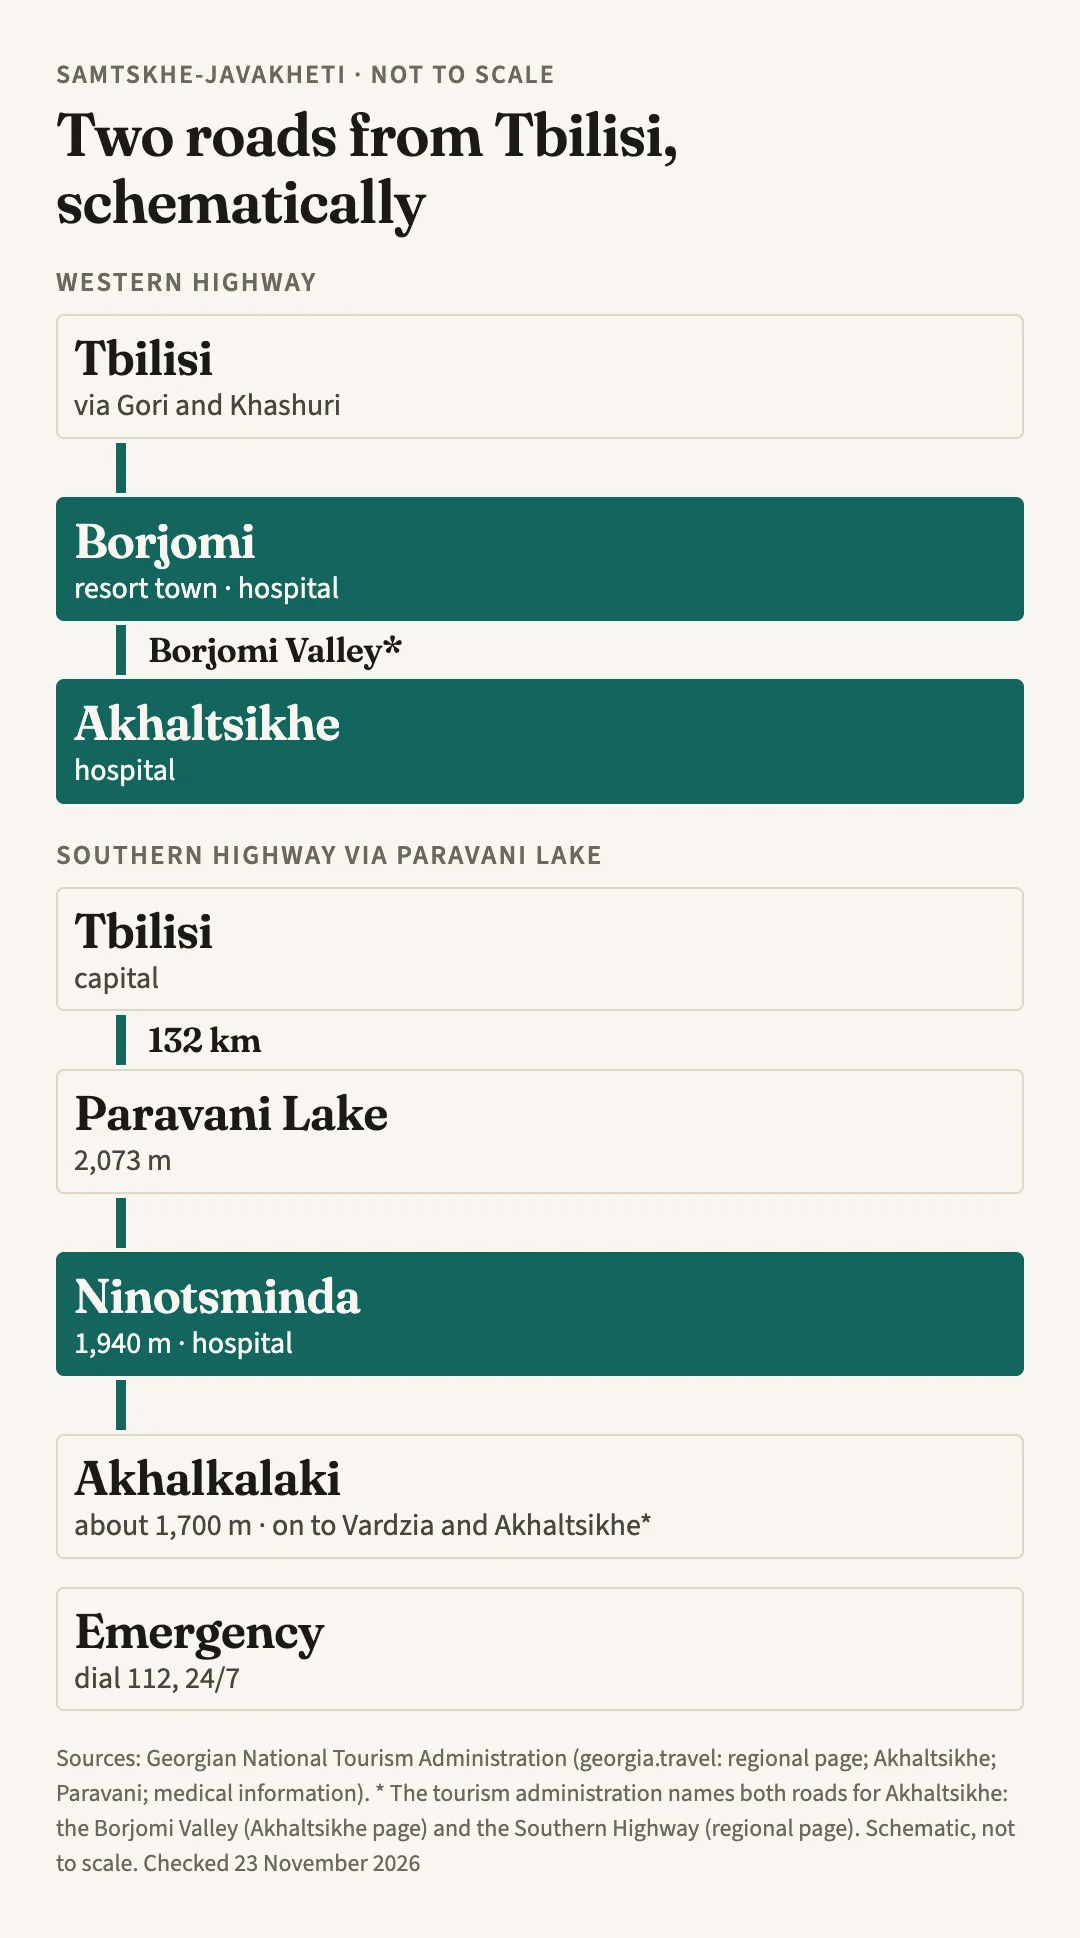 SAMTSKHE-JAVAKHETI · NOT TO SCALE
Two roads from Tbilisi,
schematically
WESTERN HIGHWAY
Tbilisi
via Gori and Khashuri
Borjomi
resort town · hospital
Borjomi Valley*
Akhaltsikhe
hospital
SOUTHERN HIGHWAY VIA PARAVANI LAKE
Tbilisi
capital
132 km
Paravani Lake
2,073 m
Ninotsminda
1,940 m · hospital
Akhalkalaki
about 1,700 m · on to Vardzia and Akhaltsikhe*
Emergency
dial 112, 24/7
Sources: Georgian National Tourism Administration (georgia.travel: regional page; Akhaltsikhe;
Paravani; medical information). * The tourism administration names both roads for Akhaltsikhe:
the Borjomi Valley (Akhaltsikhe page) and the Southern Highway (regional page). Schematic, not
to scale. Checked 23 November 2026